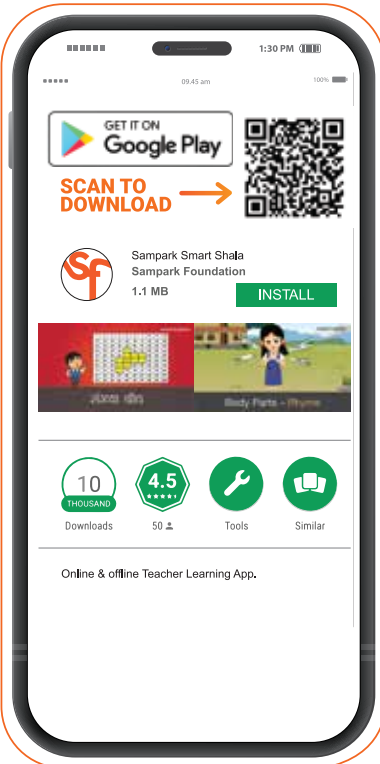 1:30 PM
09.45 am
100%
GET IT ON
Google Play
SCAN TO
DOWNLOAD
Sf
Sampark Smart Shala
Sampark Foundation
1.1 MB
INSTALL
Body Parts - Rhyme
10
THOUSAND
4.5
Downloads
50
Tools
Similar
Online & offline Teacher Learning App.